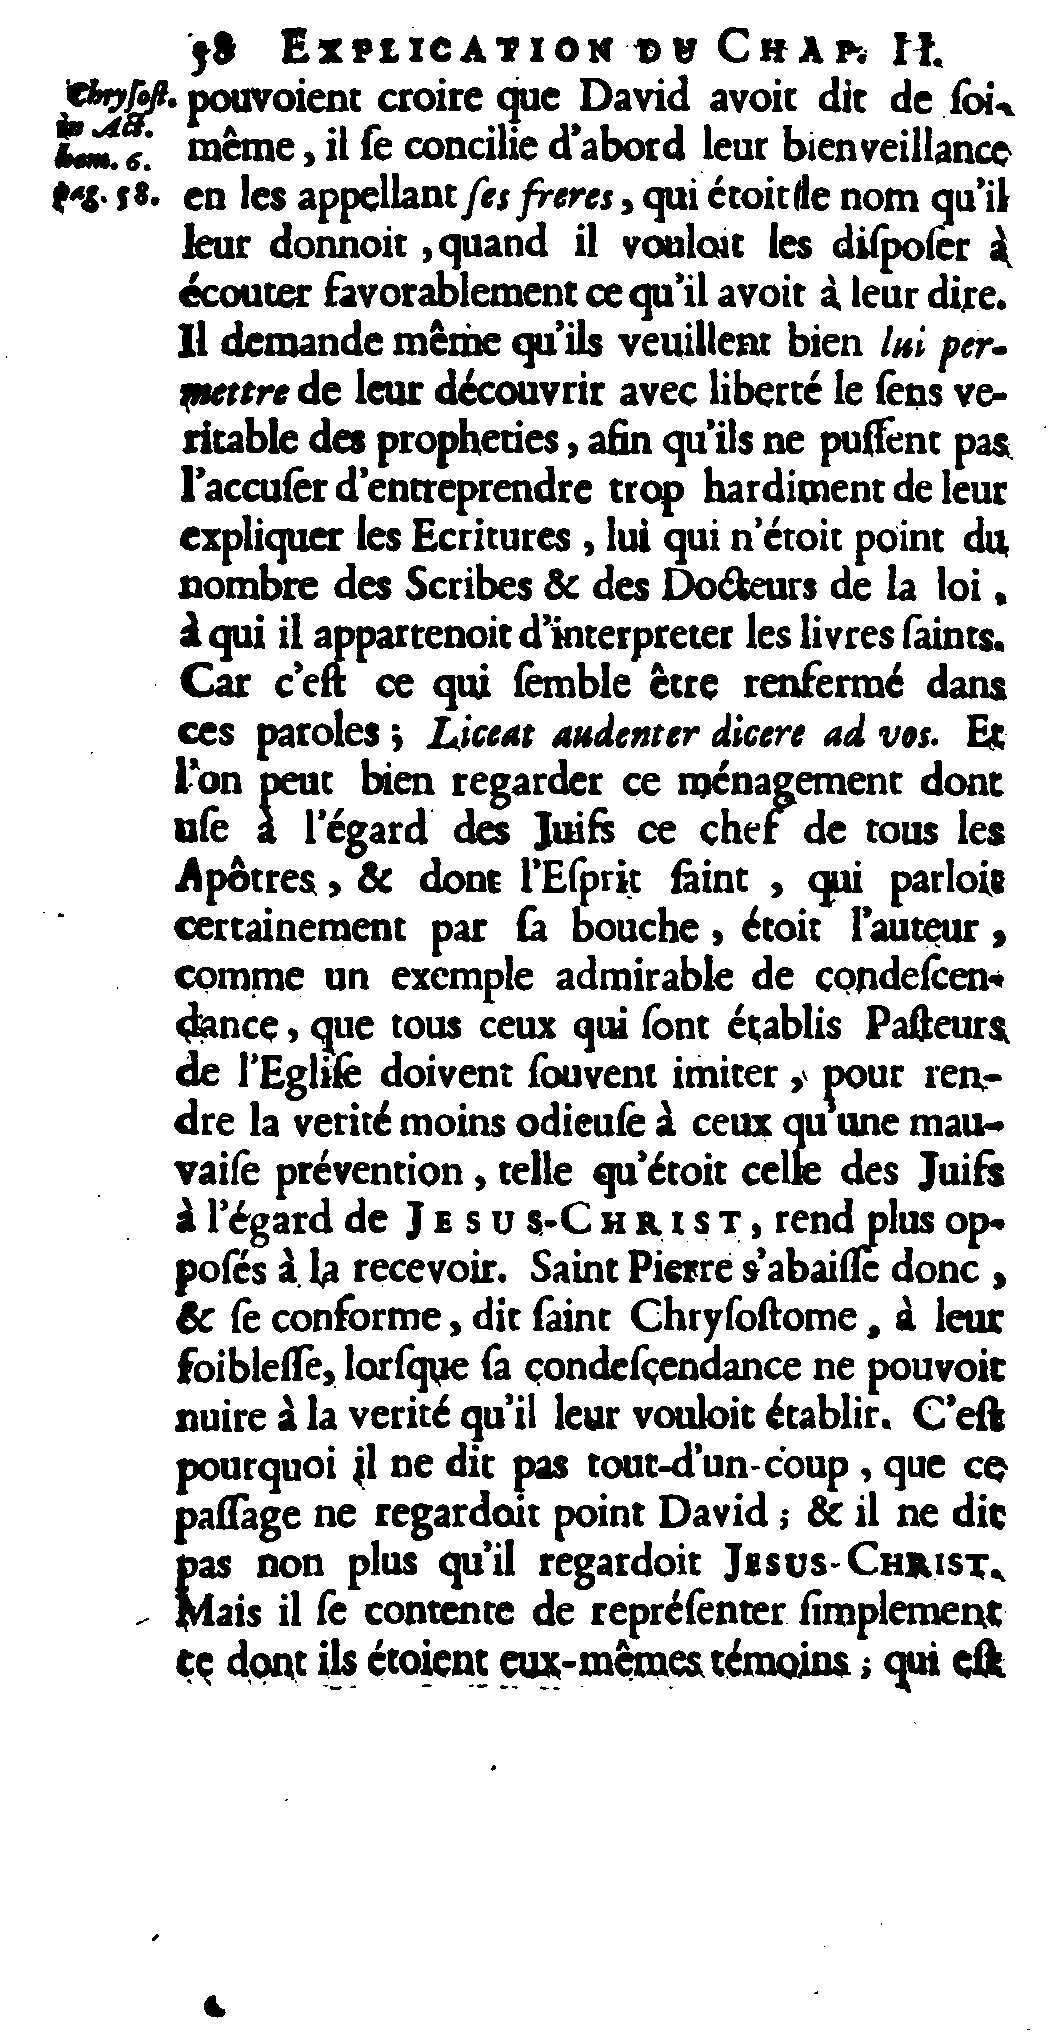 58 EXPLICATION DU CHAP. II.
Chryſoſt.
in Act.
hom. 6.
pag. 58.
pouvoient croire que David avoit dit de ſoi-
même, il ſe concilie d'abord leur bienveillance
en les appellant ſes freres, qui étoit le nom qu'il
leur donnoit, quand il vouloit les diſpoſer à
écouter favorablement ce qu'il avoit à leur dire.
Il demande même qu'ils veuillent bien lui per-
mettre de leur découvrir avec liberté le ſens ve-
ritable des propheties, afin qu'ils ne puſſent pas
l'accuſer d'entreprendre trop hardiment de leur
expliquer les Ecritures, lui qui n'étoit point du
nombre des Scribes & des Docteurs de la loi,
à qui il appartenoit d'interpreter les livres ſaints.
Car c'eſt ce qui ſemble être renfermé dans
ces paroles; Liceat audenter dicere ad vos. Et
l'on peut bien regarder ce ménagement dont
uſe à l'égard des Juifs ce chef de tous les
Apôtres, & dont l'Eſprit ſaint, qui parloit
certainement par ſa bouche, étoit l'auteur,
comme un exemple admirable de condeſcen-
dance, que tous ceux qui ſont établis Paſteurs
de l'Egliſe doivent ſouvent imiter, pour ren-
dre la verité moins odieuſe à ceux qu'une mau-
vaiſe prévention, telle qu'étoit celle des Juifs
à l'égard de JESUS-CHRIST, rend plus op-
poſés à la recevoir. Saint Pierre s'abaiſſe donc,
& ſe conforme, dit ſaint Chryſoſtome, à leur
foibleſſe, lorſque ſa condeſcendance ne pouvoit
nuire à la verité qu'il leur vouloit établir. C'eſt
pourquoi il ne dit pas tout-d'un-coup, que ce
paſſage ne regardoit point David; & il ne dit
pas non plus qu'il regardoit JESUS-CHRIST.
Mais il ſe contente de repréſenter ſimplement
ce dont ils étoient eux-mêmes témoins; qui eſt